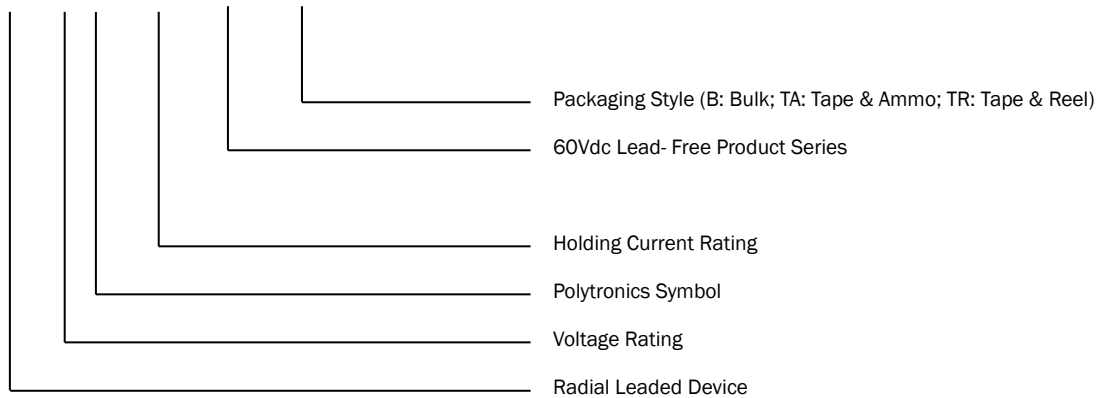 Packaging Style (B: Bulk; TA: Tape & Ammo; TR: Tape & Reel)
60Vdc Lead- Free Product Series
Holding Current Rating
Polytronics Symbol
Voltage Rating
Radial Leaded Device